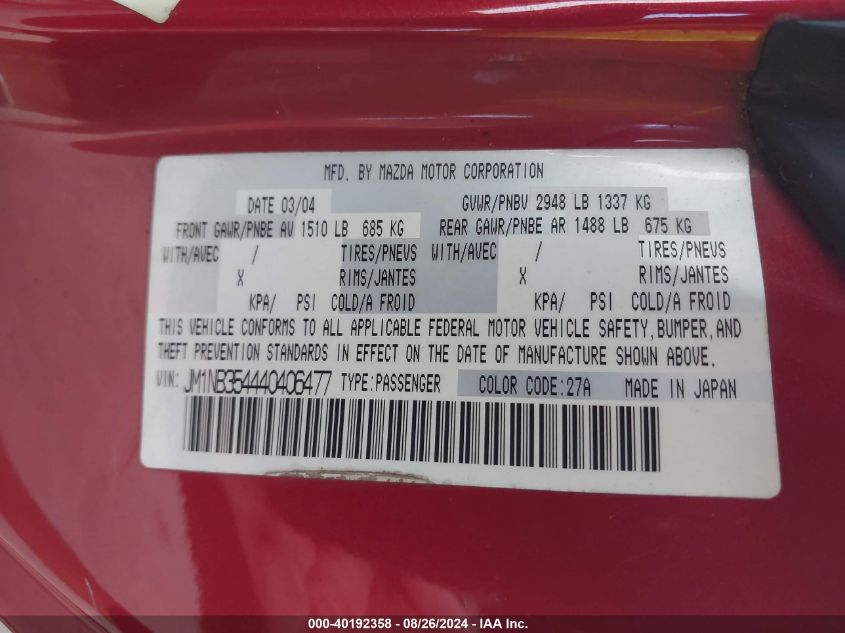 MFD. BY MAZDA MOTOR CORPORATION
DATE 03/04 GVWR/PNBV 2948 LB 1337 KG
FRONT GAWR/PNBE AV 1510 LB 685 KG REAR GAWR/PNBE AR 1488 LB 675 KG
WITH/AVEC / TIRES/PNEUS WITH/AVEC / TIRES/PNEUS
X RIMS/JANTES X RIMS/JANTES
KPA/ PSI COLD/A FROID KPA/ PSI COLD/A FROID
THIS VEHICLE CONFORMS TO ALL APPLICABLE FEDERAL MOTOR VEHICLE SAFETY, BUMPER, AND
THEFT PREVENTION STANDARDS IN EFFECT ON THE DATE OF MANUFACTURE SHOWN ABOVE.
VIN: JM1NB354440406477 TYPE:PASSENGER COLOR CODE:27A MADE IN JAPAN
000-40192358 - 08/26/2024 - IAA Inc.